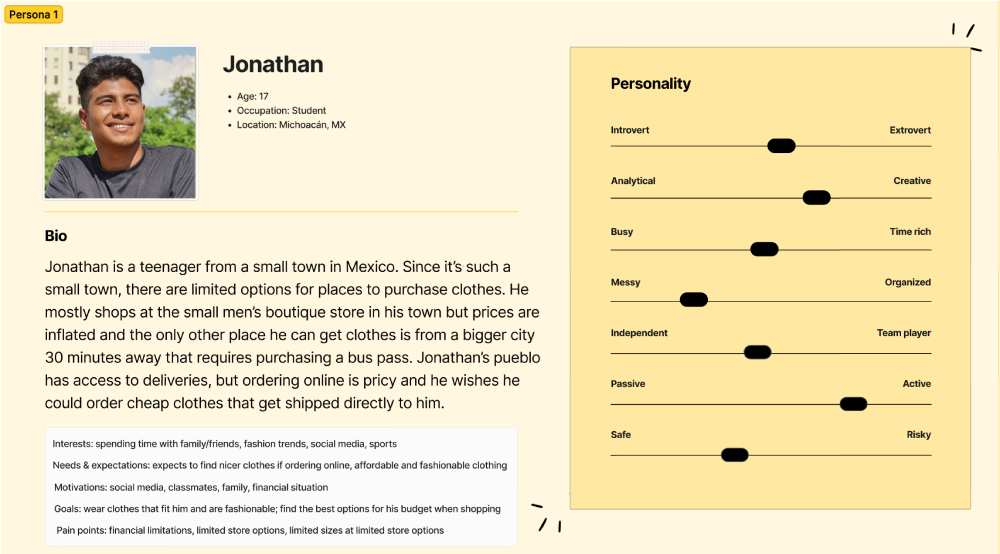 Persona 1
Jonathan
• Age: 17
• Occupation: Student
• Location: Michoacán, MX
Bio
Jonathan is a teenager from a small town in Mexico. Since it’s such a
small town, there are limited options for places to purchase clothes. He
mostly shops at the small men’s boutique store in his town but prices are
inflated and the only other place he can get clothes is from a bigger city
30 minutes away that requires purchasing a bus pass. Jonathan’s pueblo
has access to deliveries, but ordering online is pricy and he wishes he
could order cheap clothes that get shipped directly to him.
Interests: spending time with family/friends, fashion trends, social media, sports
Needs & expectations: expects to find nicer clothes if ordering online, affordable and fashionable clothing
Motivations: social media, classmates, family, financial situation
Goals: wear clothes that fit him and are fashionable; find the best options for his budget when shopping
Pain points: financial limitations, limited store options, limited sizes at limited store options
Personality
Introvert Extrovert
Analytical Creative
Busy Time rich
Messy Organized
Independent Team player
Passive Active
Safe Risky